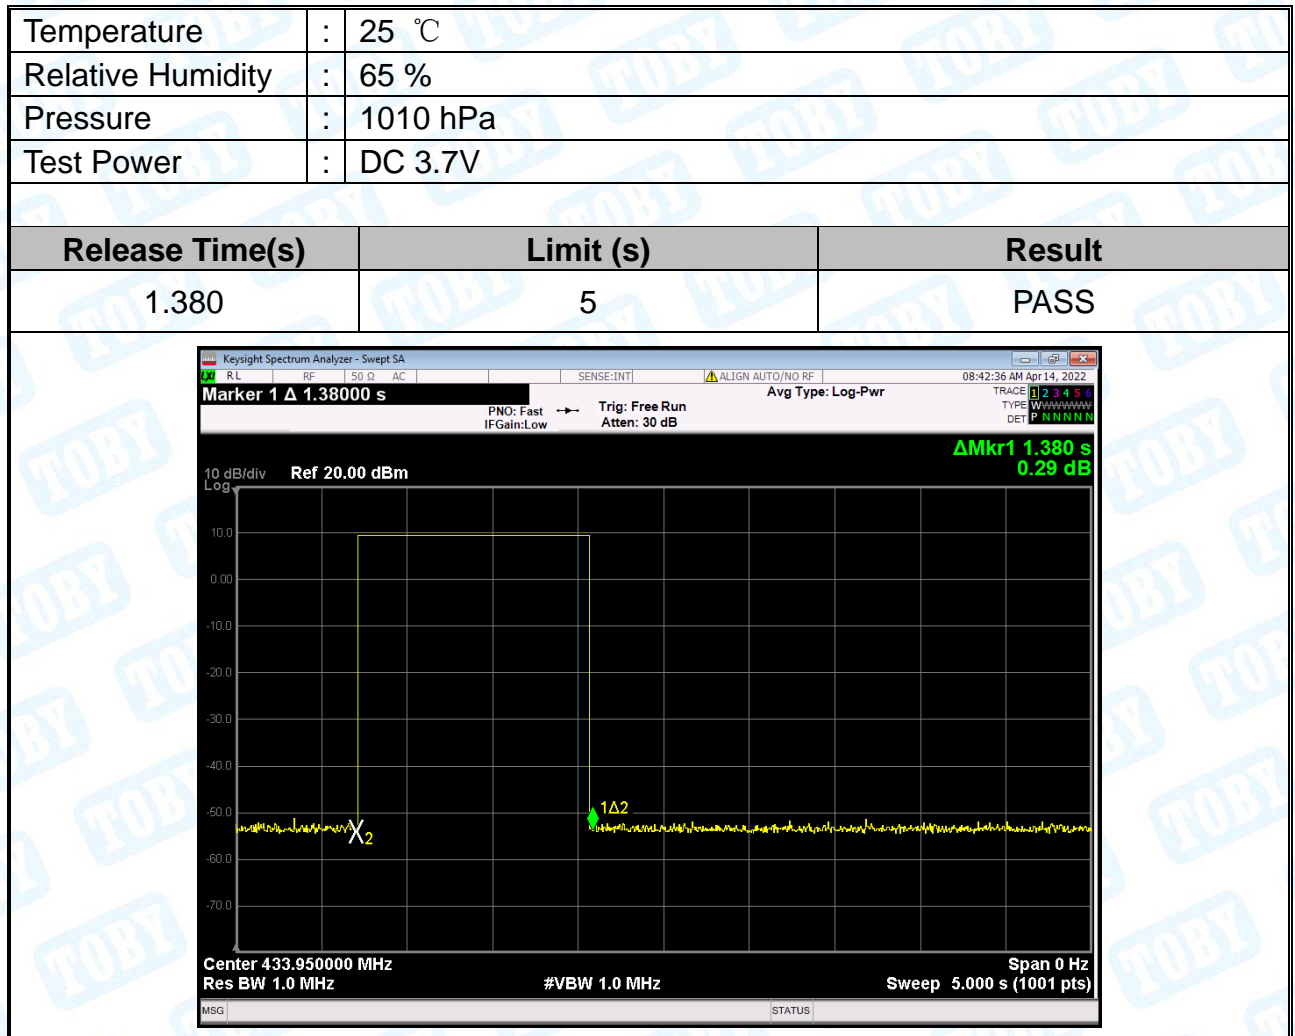 Temperature : 25 ℃
Relative Humidity : 65 %
Pressure : 1010 hPa
Test Power : DC 3.7V
Release Time(s) Limit (s) Result
1.380 5 PASS
Keysight Spectrum Analyzer - Swept SA
LXI RL RF 50 Ω AC SENSE:INT ALIGN AUTO/NO RF 08:42:36 AM Apr 14, 2022
Marker 1 Δ 1.38000 s Avg Type: Log-Pwr TRACE 1 2 3 4 5 6
PNO: Fast Trig: Free Run TYPE WWWWWW
IFGain:Low Atten: 30 dB DET P N N N N N
ΔMkr1 1.380 s
10 dB/div Ref 20.00 dBm 0.29 dB
Log
10.0
0.00
-10.0
-20.0
-30.0
-40.0
-50.0
1Δ2
2
-60.0
-70.0
Center 433.950000 MHz Span 0 Hz
Res BW 1.0 MHz #VBW 1.0 MHz Sweep 5.000 s (1001 pts)
MSG STATUS
TOBY